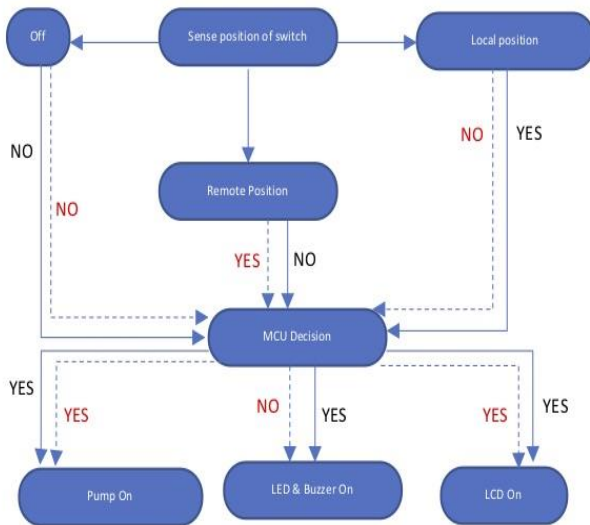 Off
Sense position of switch
Local position
NO
NO
YES
NO
Remote Position
YES
NO
MCU Decision
YES
YES
NO
YES
YES
YES
Pump On
LED & Buzzer On
LCD On